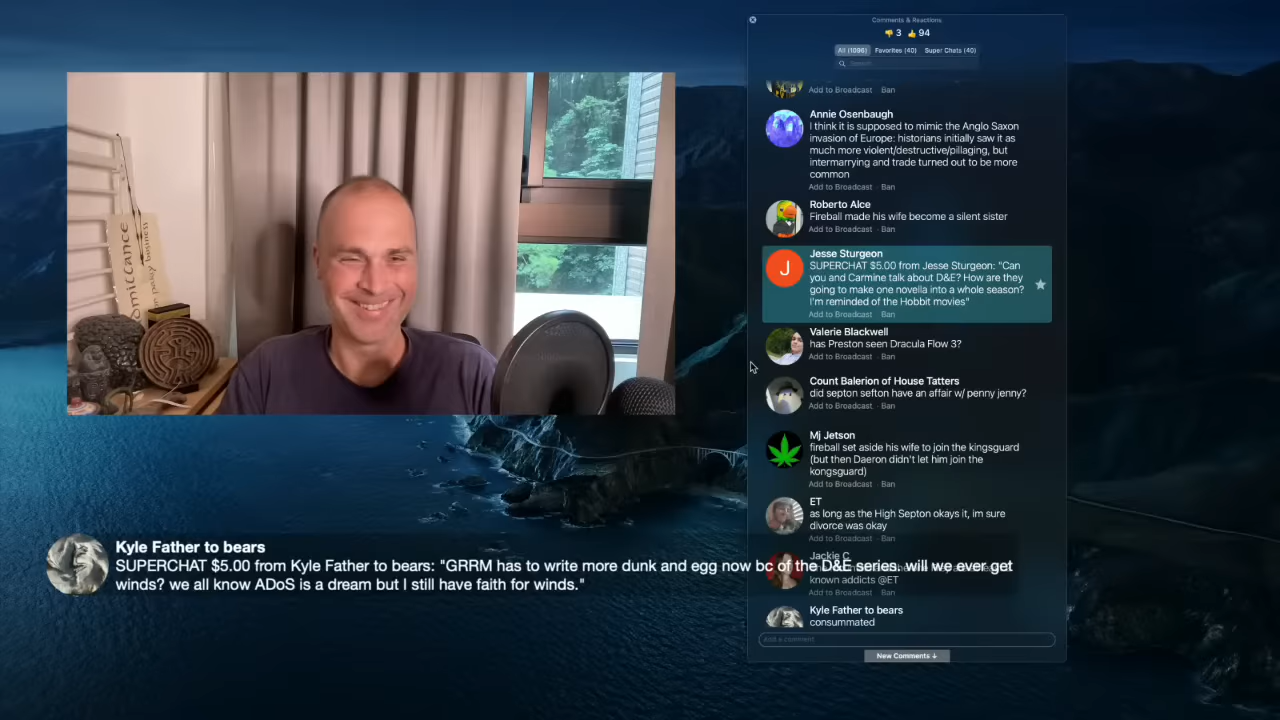 Comments & Reactions
👎 3 👍 94
All (1096) Favorites (40) Super Chats (40)
Search
Add to Broadcast · Ban
Annie Osenbaugh
I think it is supposed to mimic the Anglo Saxon
invasion of Europe: historians initially saw it as
much more violent/destructive/pilaging, but
intermarrying and trade turned out to be more
common
Add to Broadcast · Ban
Roberto Alce
Fireball made his wife become a silent sister
Add to Broadcast · Ban
J
Jesse Sturgeon
SUPERCHAT $5.00 from Jesse Sturgeon: "Can
you and Carmine talk about D&E? How are they
going to make one novella into a whole season?
I'm reminded of the Hobbit movies"
Add to Broadcast · Ban
Valerie Blackwell
has Preston seen Dracula Flow 3?
Add to Broadcast · Ban
Count Balerion of House Tatters
did septon sefton have an affair w/ penny jenny?
Add to Broadcast · Ban
Mj Jetson
fireball set aside his wife to join the kingsguard
(but then Daeron didn't let him join the
kongsguard)
Add to Broadcast · Ban
ET
as long as the High Septon okays it, im sure
divorce was okay
Add to Broadcast · Ban
Jackie C
known addicts @ET
Add to Broadcast · Ban
Kyle Father to bears
consummated
Add a comment
New Comments ↓
Kyle Father to bears
SUPERCHAT $5.00 from Kyle Father to bears: "GRRM has to write more dunk and egg now bc of the D&E series. will we ever get
winds? we all know ADoS is a dream but I still have faith for winds."